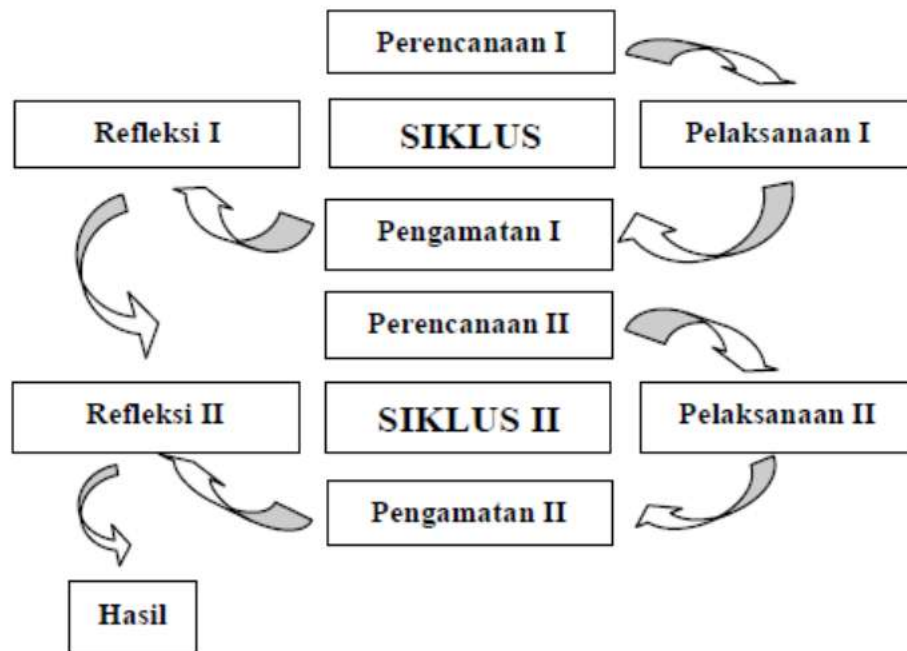 Perencanaan I
Refleksi I
SIKLUS
Pelaksanaan I
Pengamatan I
Perencanaan II
Refleksi II
SIKLUS II
Pelaksanaan II
Pengamatan II
Hasil